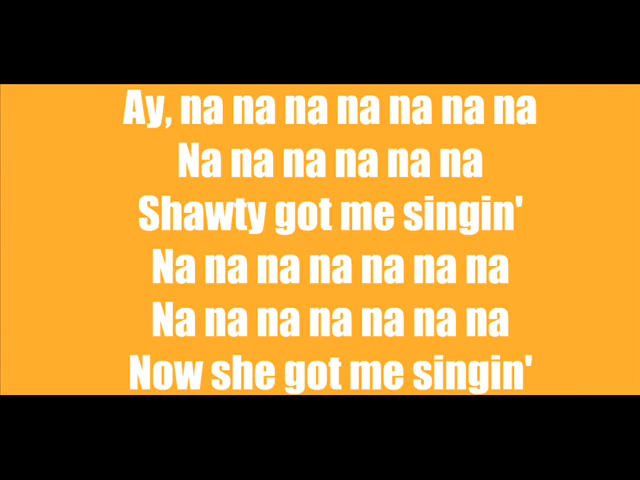 Ay, na na na na na na na
Na na na na na na
Shawty got me singin'
Na na na na na na na
Na na na na na na na
Now she got me singin'